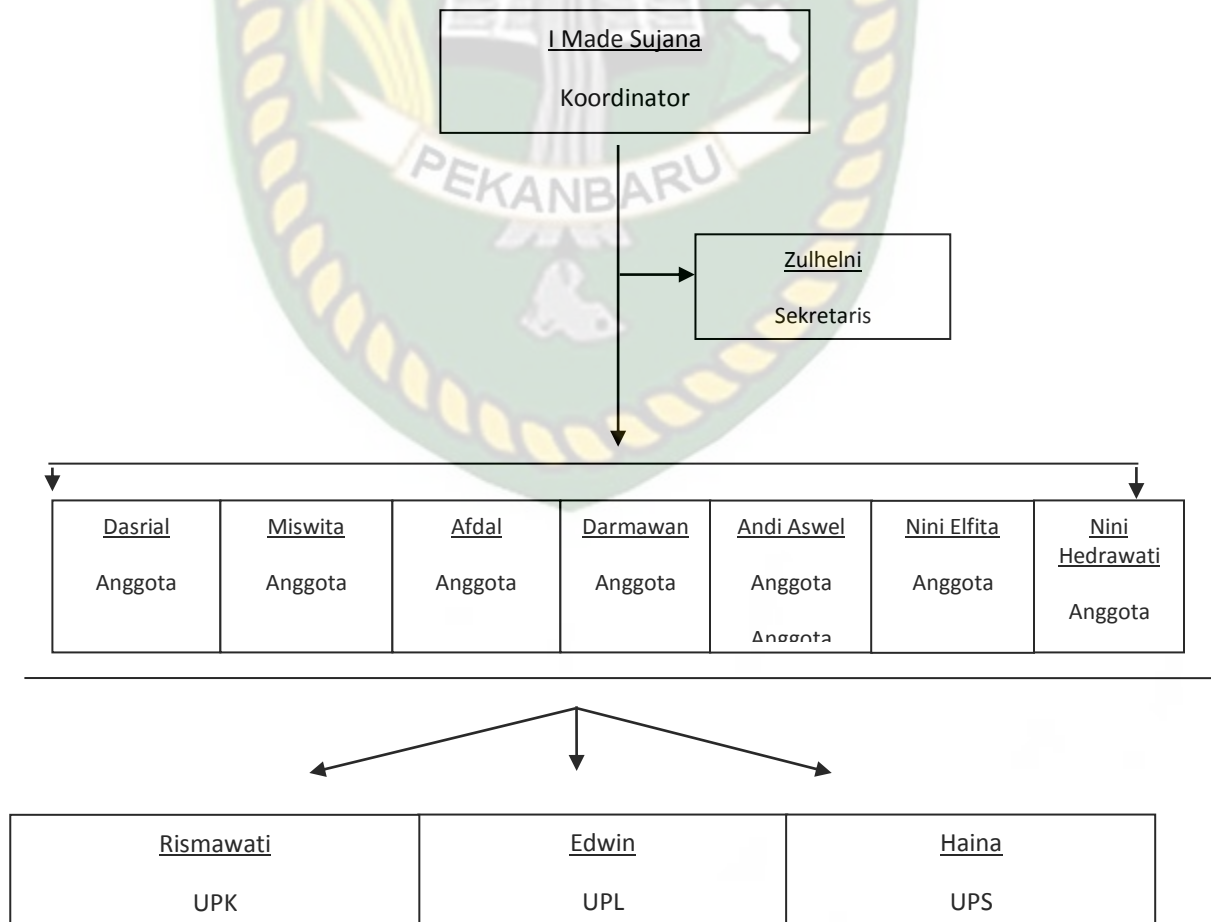 I Made Sujana
Koordinator
PEKANBARU
Zulhelni
Sekretaris
Dasrial
Anggota
Miswita
Anggota
Afdal
Anggota
Darmawan
Anggota
Andi Aswel
Anggota
Anggota
Nini Elfita
Anggota
Nini
Hedrawati
Anggota
Rismawati
UPK
Edwin
UPL
Haina
UPS